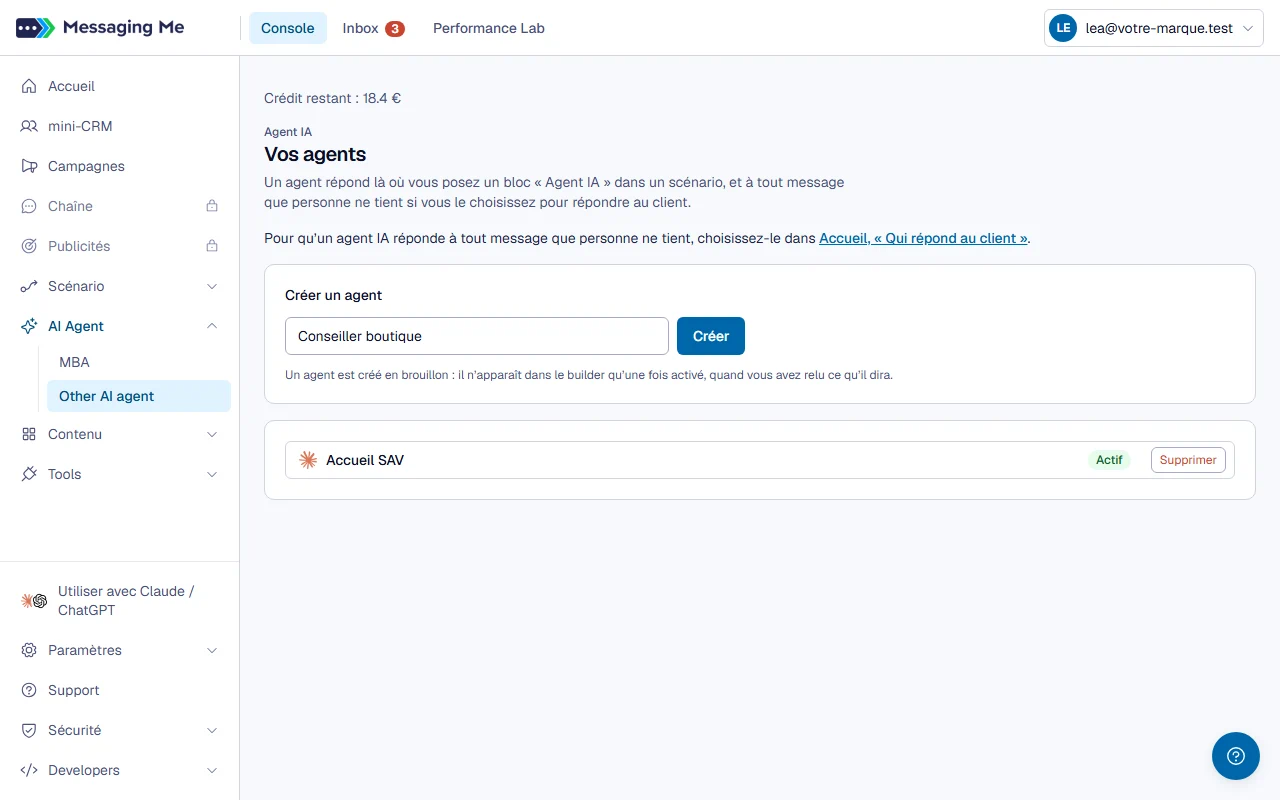 Messaging Me
Console
Inbox 3
Performance Lab
LE lea@votre-marque.test
Accueil
mini-CRM
Campagnes
Chaîne
Publicités
Scénario
AI Agent
MBA
Other AI agent
Contenu
Tools
Utiliser avec Claude /
ChatGPT
Paramètres
Support
Sécurité
Developers
Crédit restant : 18.4 €
Agent IA
Vos agents
Un agent répond là où vous posez un bloc « Agent IA » dans un scénario, et à tout message
que personne ne tient si vous le choisissez pour répondre au client.
Pour qu'un agent IA réponde à tout message que personne ne tient, choisissez-le dans Accueil, « Qui répond au client ».
Créer un agent
Conseiller boutique
Créer
Un agent est créé en brouillon : il n'apparaît dans le builder qu'une fois activé, quand vous avez relu ce qu'il dira.
Accueil SAV
Actif
Supprimer